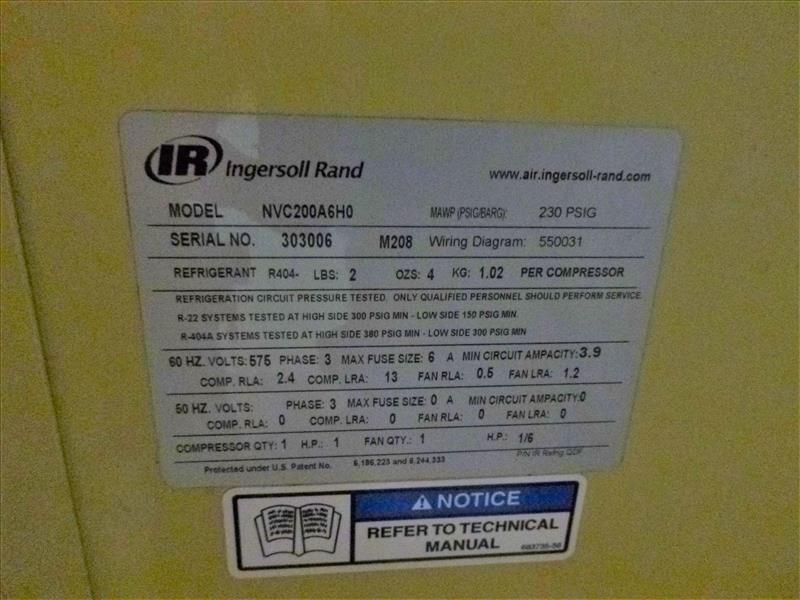 IR Ingersoll Rand www.air.ingersoll-rand.com
MODEL NVC200A6H0 MAWP (PSIG/BARG): 230 PSIG
SERIAL NO. 303006 M208 Wiring Diagram: 550031
REFRIGERANT R404- LBS: 2 OZS: 4 KG: 1.02 PER COMPRESSOR
REFRIGERATION CIRCUIT PRESSURE TESTED. ONLY QUALIFIED PERSONNEL SHOULD PERFORM SERVICE
R-22 SYSTEMS TESTED AT HIGH SIDE 300 PSIG MIN - LOW SIDE 150 PSIG MIN.
R-404A SYSTEMS TESTED AT HIGH SIDE 380 PSIG MIN - LOW SIDE 300 PSIG MIN
60 HZ. VOLTS: 575 PHASE: 3 MAX FUSE SIZE: 6 A MIN CIRCUIT AMPACITY: 3.9
COMP. RLA: 2.4 COMP. LRA: 13 FAN RLA: 0.5 FAN LRA: 1.2
50 HZ. VOLTS: PHASE: 3 MAX FUSE SIZE: 0 A MIN CIRCUIT AMPACITY: 0
COMP. RLA: 0 COMP. LRA: 0 FAN RLA: 0 FAN LRA: 0
COMPRESSOR QTY: 1 H.P.: 1 FAN QTY.: 1 H.P.: 1/6
Protected under U.S. Patent No. 6,186,223 and 6,244,333 P/N IR Refrig QDF
NOTICE
REFER TO TECHNICAL
MANUAL